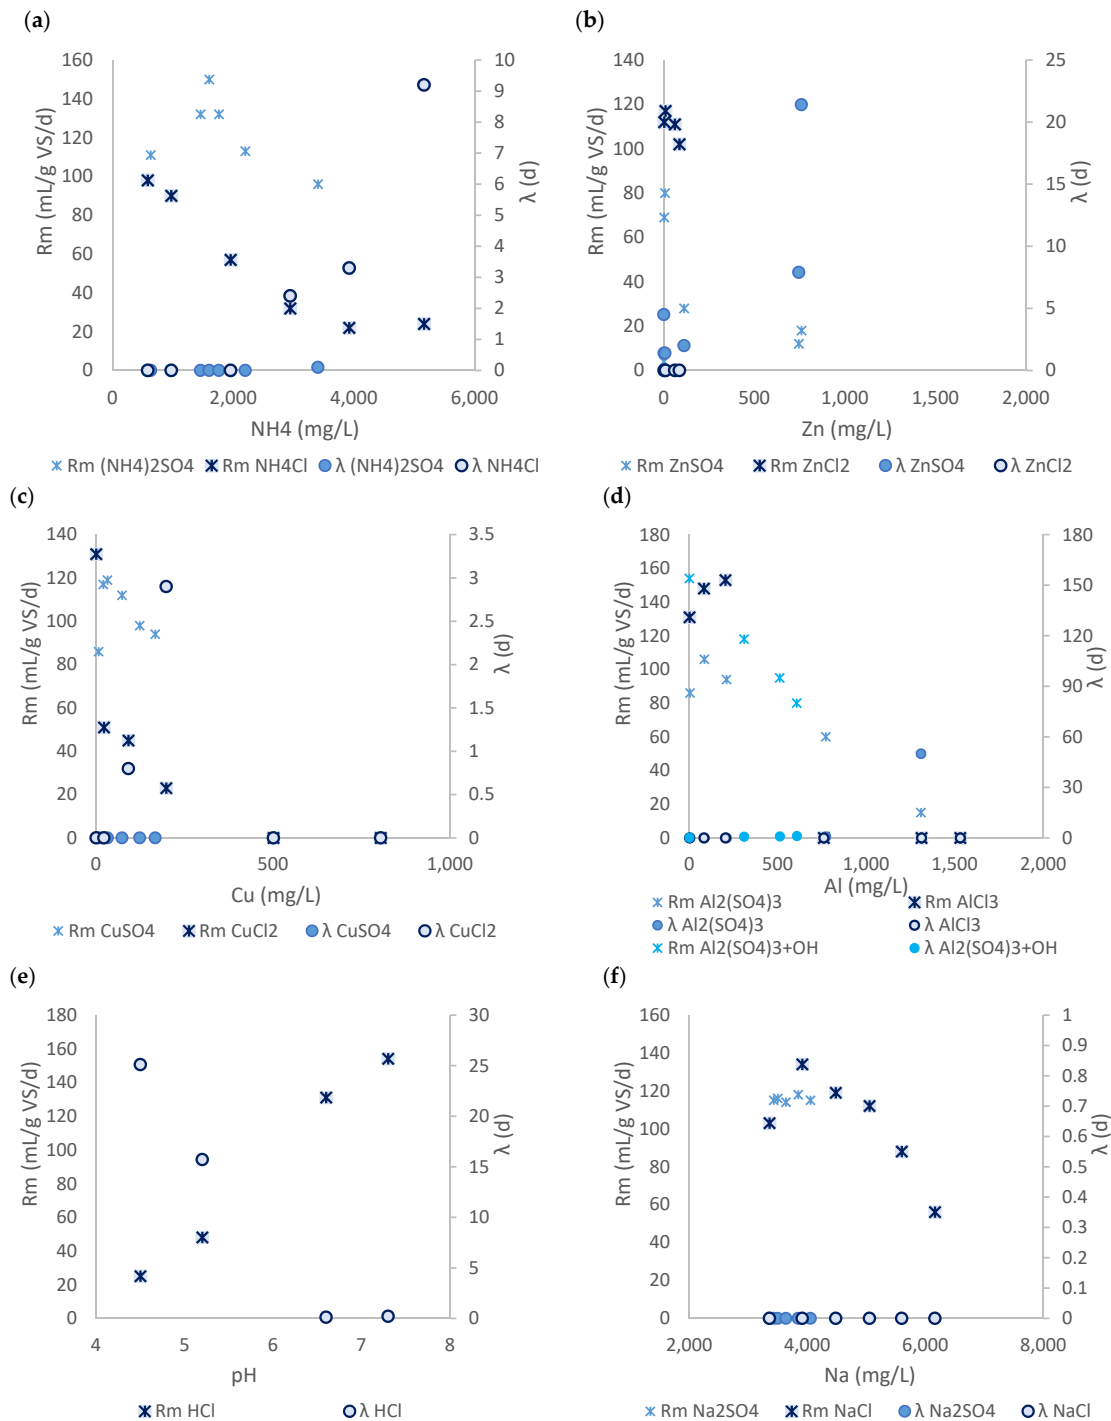 (a)
160
140
120
100
80
60
40
20
0
Rm (mL/g VS/d)
10
9
8
7
6
5
4
3
2
1
0
λ (d)
0 2,000 4,000 6,000
NH4 (mg/L)
Rm (NH4)2SO4 Rm NH4Cl λ (NH4)2SO4 λ NH4Cl
(b)
140
120
100
80
60
40
20
0
Rm (mL/g VS/d)
25
20
15
10
5
0
λ (d)
0 500 1,000 1,500 2,000
Zn (mg/L)
Rm ZnSO4 Rm ZnCl2 λ ZnSO4 λ ZnCl2
(c)
140
120
100
80
60
40
20
0
Rm (mL/g VS/d)
3.5
3
2.5
2
1.5
1
0.5
0
λ (d)
0 500 1,000
Cu (mg/L)
Rm CuSO4 Rm CuCl2 λ CuSO4 λ CuCl2
(d)
180
160
140
120
100
80
60
40
20
0
Rm (mL/g VS/d)
180
150
120
90
60
30
0
λ (d)
0 500 1,000 1,500 2,000
Al (mg/L)
Rm Al2(SO4)3 Rm AlCl3
λ Al2(SO4)3 λ AlCl3
Rm Al2(SO4)3+OH λ Al2(SO4)3+OH
(e)
180
160
140
120
100
80
60
40
20
0
Rm (mL/g VS/d)
30
25
20
15
10
5
0
λ (d)
4 5 6 7 8
pH
Rm HCl λ HCl
(f)
160
140
120
100
80
60
40
20
0
Rm (mL/g VS/d)
1
0.9
0.8
0.7
0.6
0.5
0.4
0.3
0.2
0.1
0
λ (d)
2,000 4,000 6,000 8,000
Na (mg/L)
Rm Na2SO4 Rm NaCl λ Na2SO4 λ NaCl